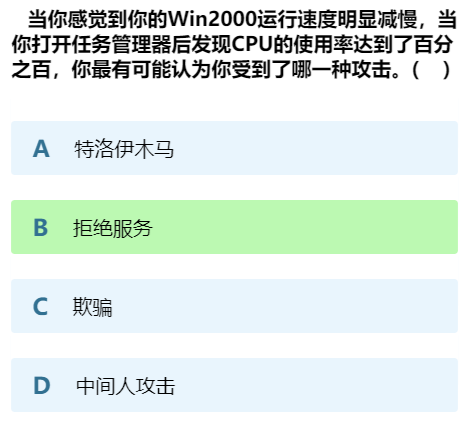 当你感觉到你的Win2000运行速度明显减慢，当
你打开任务管理器后发现CPU的使用率达到了百分
之百，你最有可能认为你受到了哪一种攻击。(　)
A 特洛伊木马
B 拒绝服务
C 欺骗
D 中间人攻击